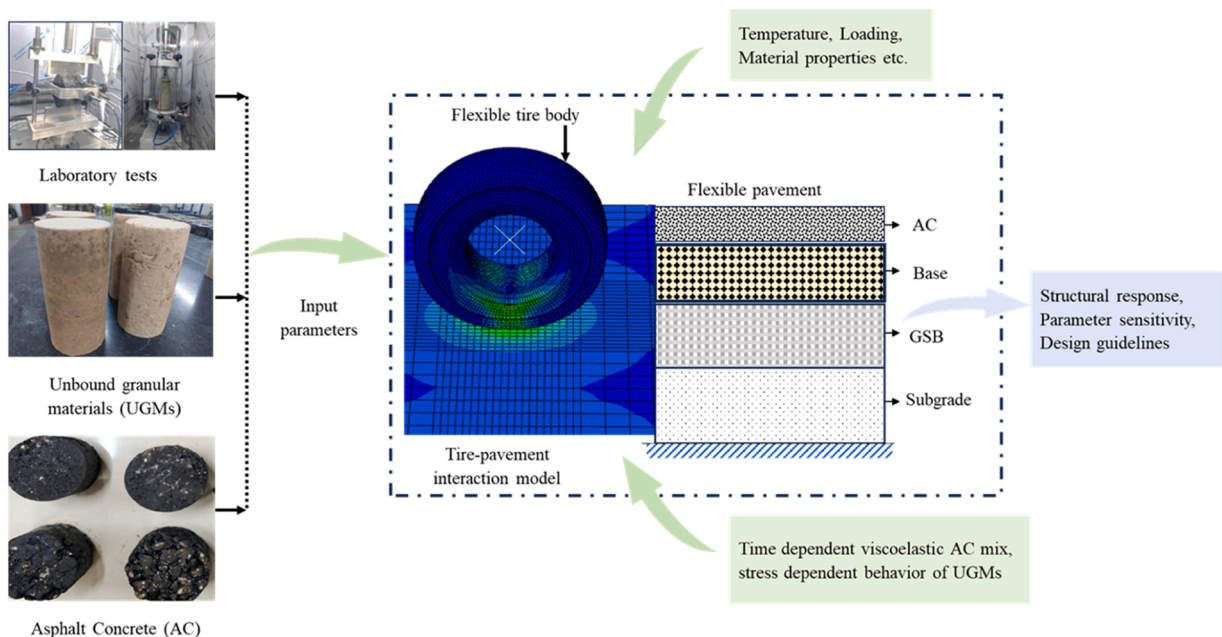 Laboratory tests
Unbound granular
materials (UGMs)
Asphalt Concrete (AC)
Input
parameters
Temperature, Loading,
Material properties etc.
Flexible tire body
Flexible pavement
AC
Base
GSB
Subgrade
Tire-pavement
interaction model
Time dependent viscoelastic AC mix,
stress dependent behavior of UGMs
Structural response,
Parameter sensitivity,
Design guidelines